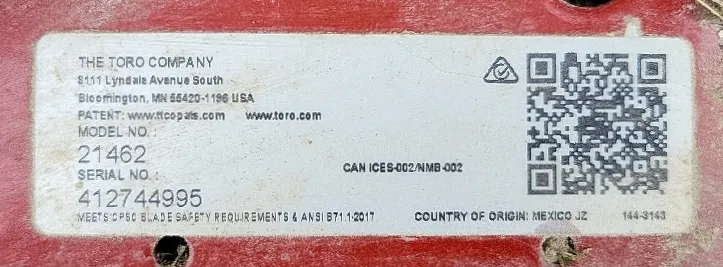 THE TORO COMPANY
8111 Lyndale Avenue South
Bloomington, MN 55420-1196 USA
PATENT: www.ttcopats.com www.toro.com
MODEL NO.:
21462
SERIAL NO.:
412744995
CAN ICES-002/NMB-002
MEETS CPSC BLADE SAFETY REQUIREMENTS & ANSI B71.1-2017
COUNTRY OF ORIGIN: MEXICO JZ 144-3143